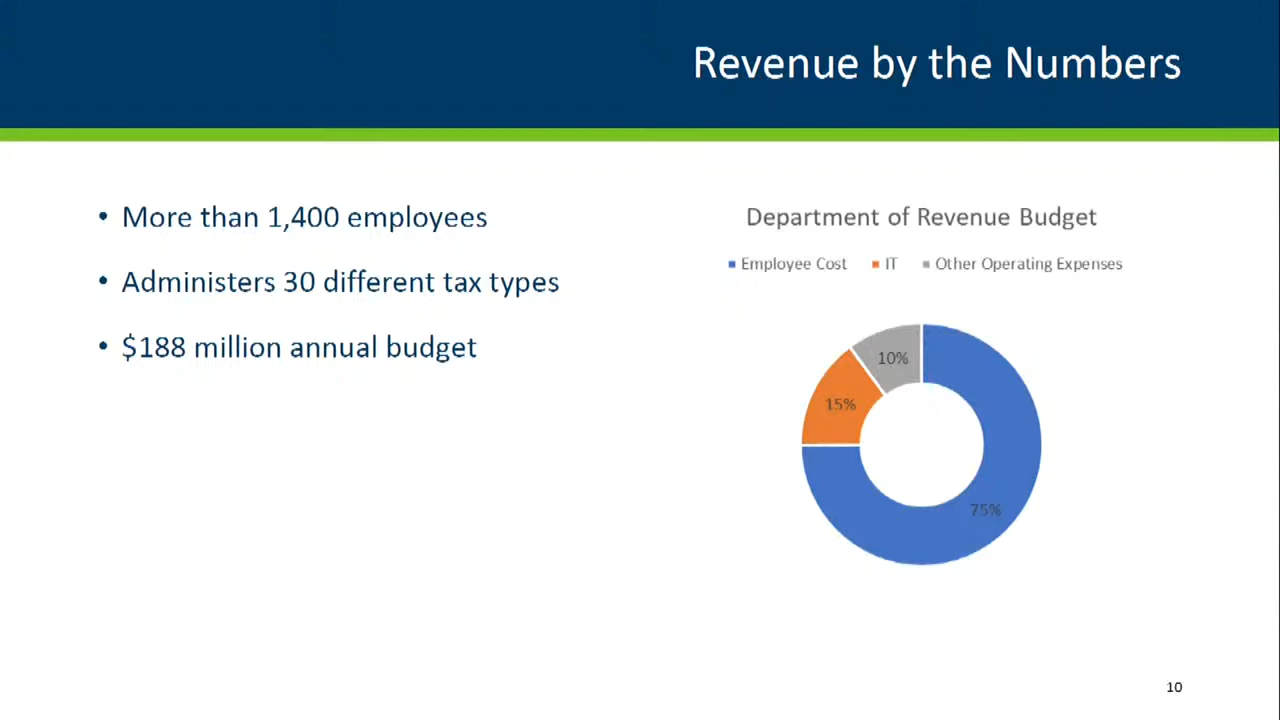 Revenue by the Numbers
• More than 1,400 employees
• Administers 30 different tax types
• $188 million annual budget
Department of Revenue Budget
Employee Cost IT Other Operating Expenses
10%
15%
75%
10